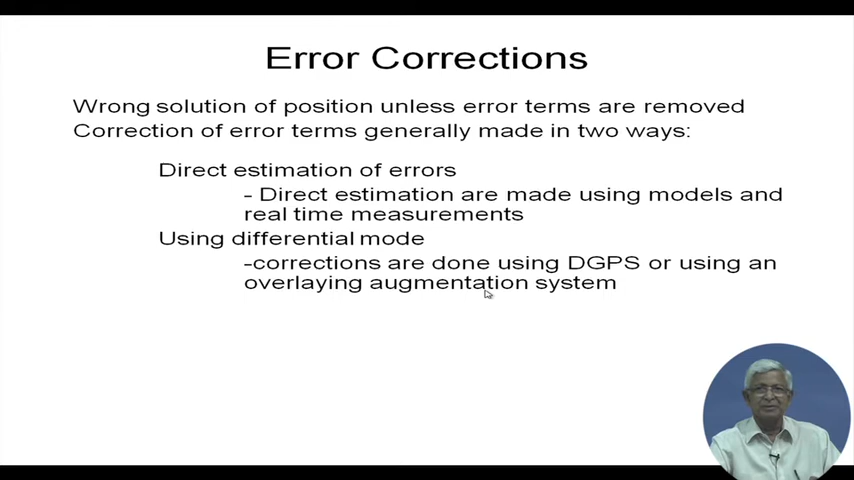 Error Corrections
Wrong solution of position unless error terms are removed
Correction of error terms generally made in two ways:
Direct estimation of errors
- Direct estimation are made using models and
real time measurements
Using differential mode
-corrections are done using DGPS or using an
overlaying augmentation system